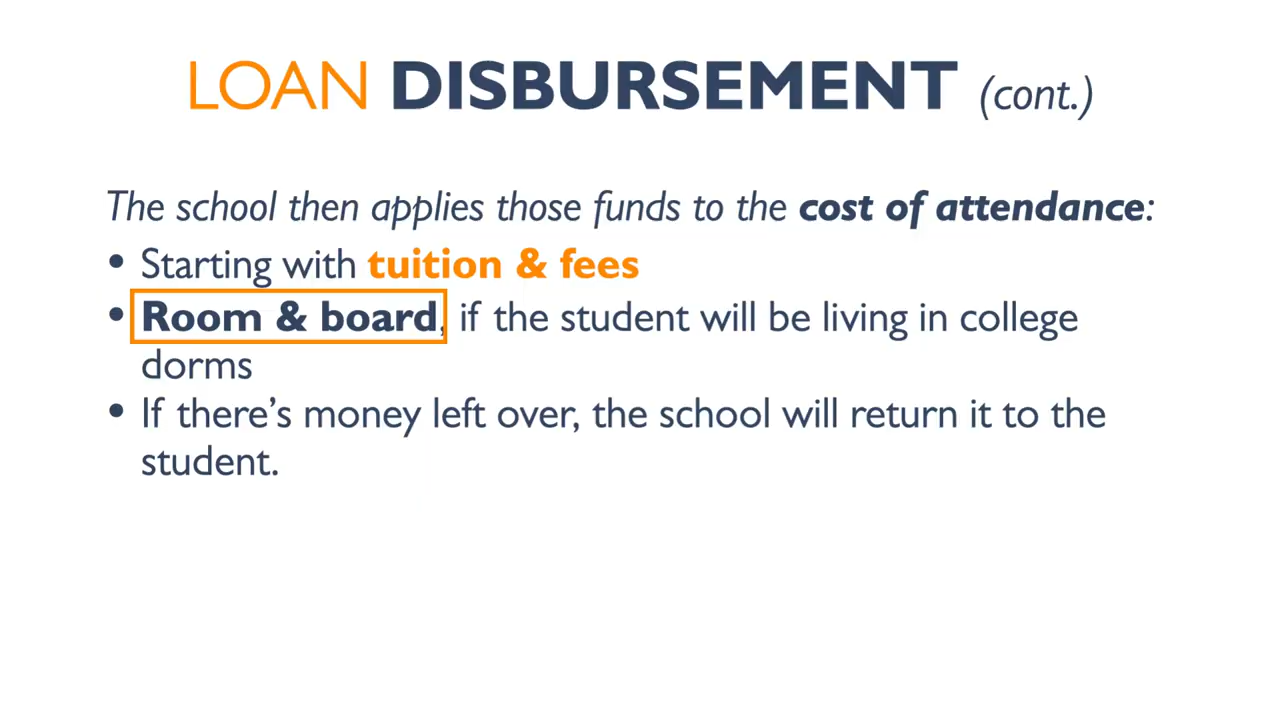 LOAN DISBURSEMENT (cont.)
The school then applies those funds to the cost of attendance:
• Starting with tuition & fees
• Room & board, if the student will be living in college
dorms
• If there’s money left over, the school will return it to the
student.